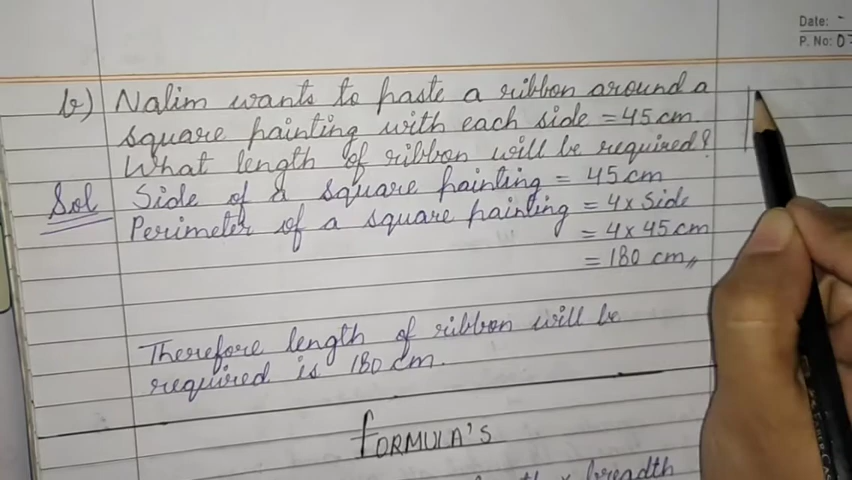 Date: -
P. No: 0
b) Nalim wants to paste a ribbon around a
square painting with each side = 45 cm.
What length of ribbon will be required?
Sol Side of a square painting = 45 cm
Perimeter of a square painting = 4 x Side
= 4 x 45 cm
= 180 cm,,
Therefore length of ribbon will be
required is 180 cm.
FORMULA'S
x breadth